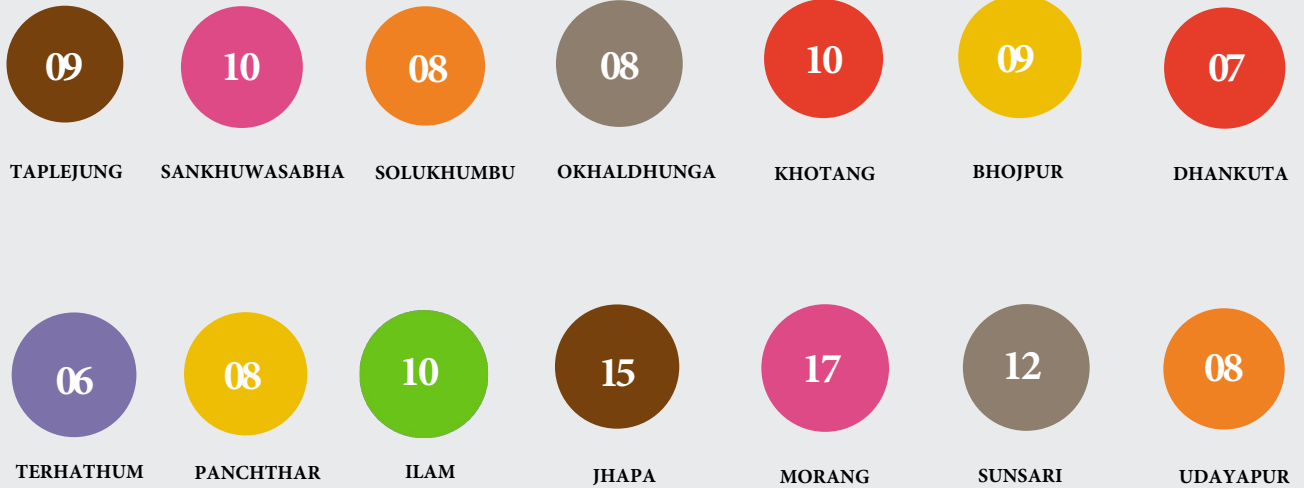 09 10 08 08 10 09 07
TAPLEJUNG SANKHUWASABHA SOLUKHUMBU OKHALDHUNGA KHOTANG BHOJPUR DHANKUTA
06 08 10 15 17 12 08
TERHATHUM PANCHTHAR ILAM JHAPA MORANG SUNSARI UDAYAPUR